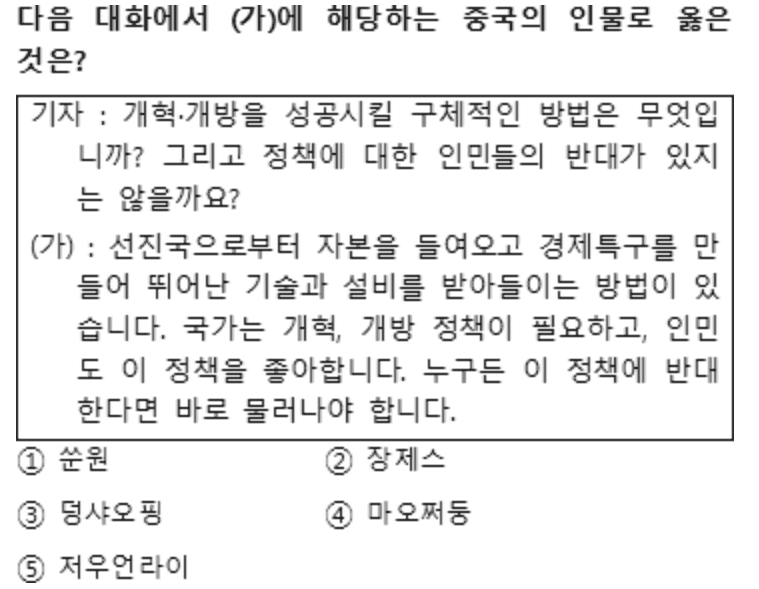 다음 대화에서 (가)에 해당하는 중국의 인물로 옳은
것은?
기자 : 개혁·개방을 성공시킬 구체적인 방법은 무엇입
니까? 그리고 정책에 대한 인민들의 반대가 있지
는 않을까요?
(가) : 선진국으로부터 자본을 들여오고 경제특구를 만
들어 뛰어난 기술과 설비를 받아들이는 방법이 있
습니다. 국가는 개혁, 개방 정책이 필요하고, 인민
도 이 정책을 좋아합니다. 누구든 이 정책에 반대
한다면 바로 물러나야 합니다.
① 쑨원 ② 장제스
③ 덩샤오핑 ④ 마오쩌둥
⑤ 저우언라이